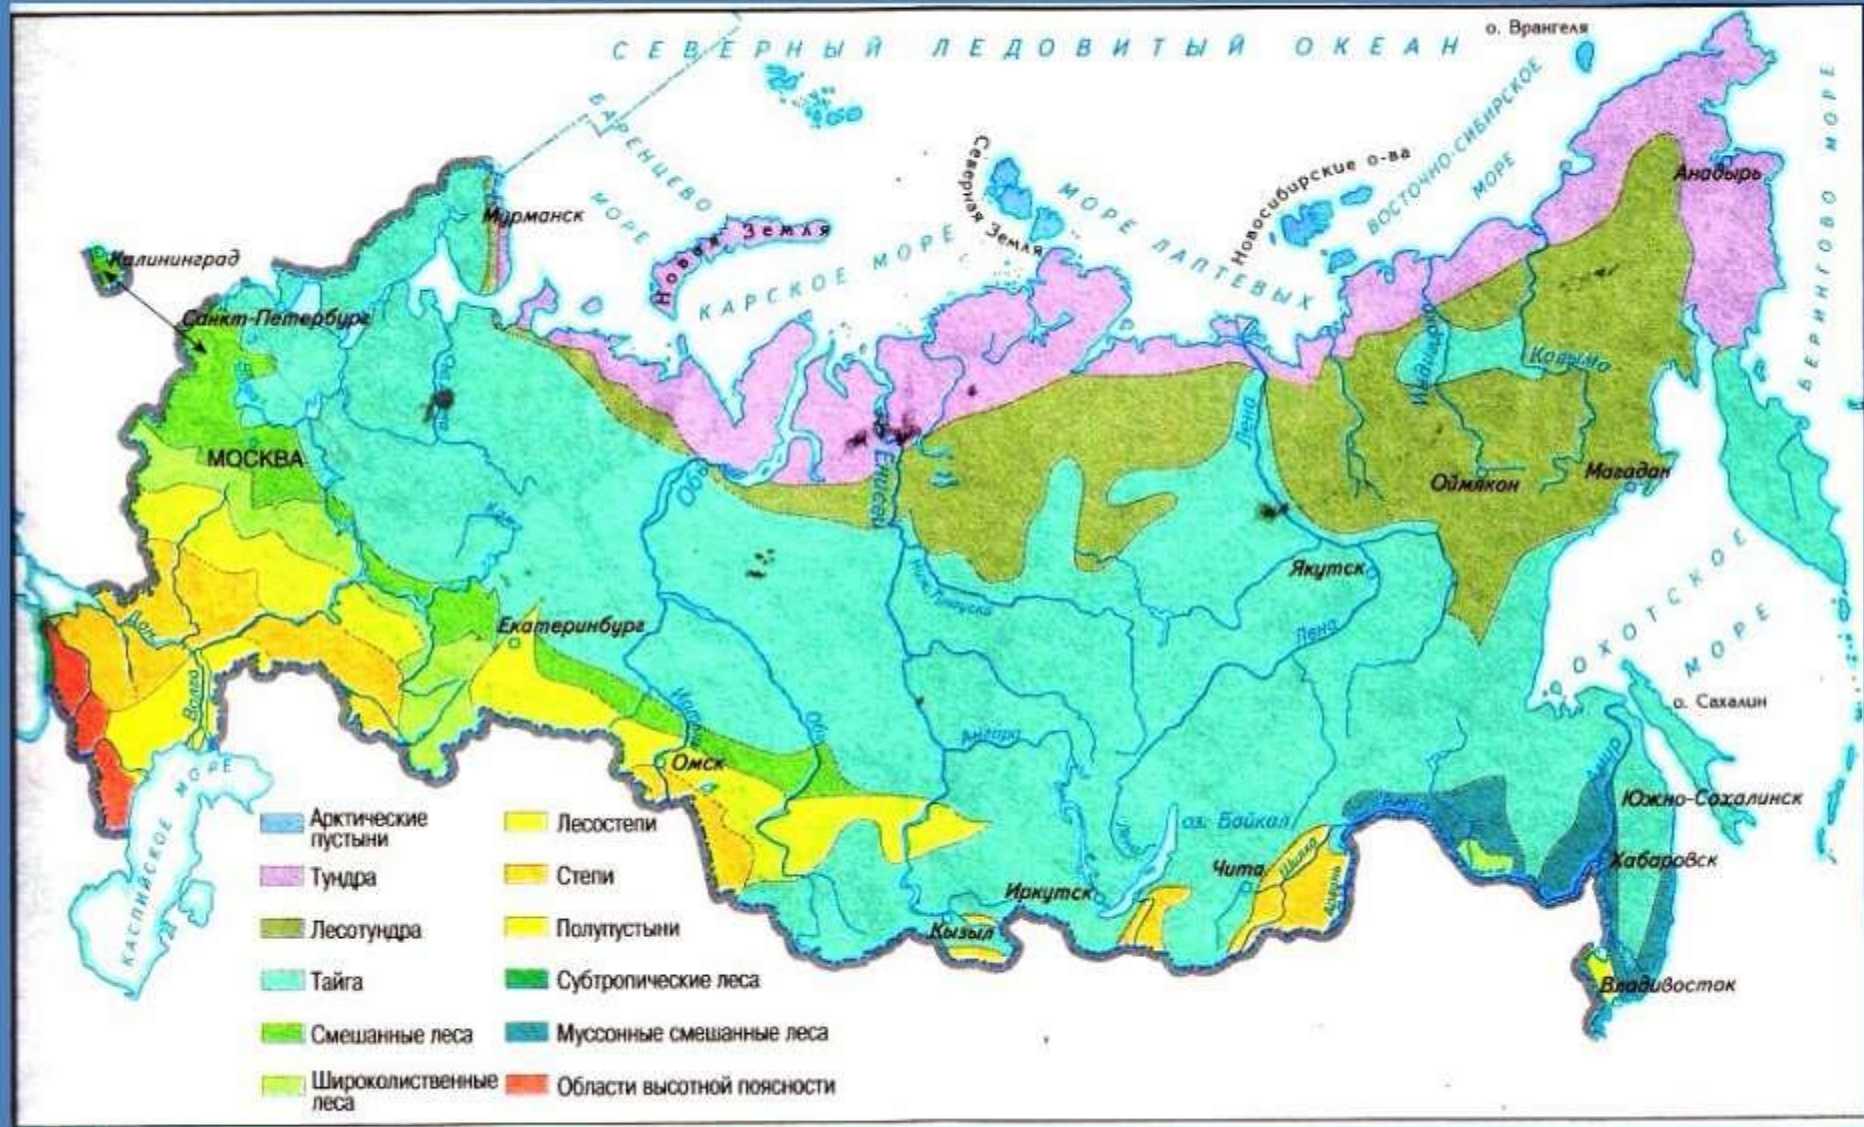 СЕВЕРНЫЙ ЛЕДОВИТЫЙ ОКЕАН
о. Врангеля
БАРЕНЦЕВО
МОРЕ
Северная Земля
МОРЕ ЛАПТЕВЫХ
Новосибирские о-ва
ВОСТОЧНО-СИБИРСКОЕ
МОРЕ
БЕРИНГОВО МОРЕ
Анадырь
Мурманск
Новая Земля
КАРСКОЕ МОРЕ
Калининград
Санкт-Петербург
Индигирка
Колыма
Лена
МОСКВА
Обь
Енисей
Оймякон
Магадан
Кама
Якутск
Ниж. Тунгуска
ОХОТСКОЕ
МОРЕ
Дон
Екатеринбург
Лена
Волга
Иртыш
Обь
Ангара
о. Сахалин
Амур
Омск
КАСПИЙСКОЕ МОРЕ
Южно-Сахалинск
оз. Байкал
Лена
Хабаровск
Чита
Шилка
Аргунь
Иркутск
Кызыл
Владивосток
Арктические
пустыни
Тундра
Лесотундра
Тайга
Смешанные леса
Широколиственные
леса
Лесостепи
Степи
Полупустыни
Субтропические леса
Муссонные смешанные леса
Области высотной поясности